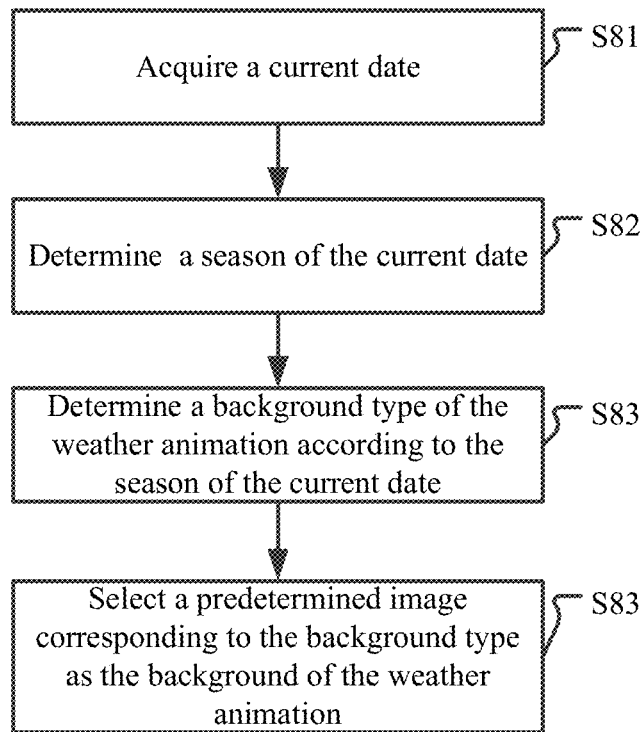 Acquire a current date
S81
Determine a season of the current date
S82
Determine a background type of the
weather animation according to the
season of the current date
S83
Select a predetermined image
corresponding to the background type
as the background of the weather
animation
S83